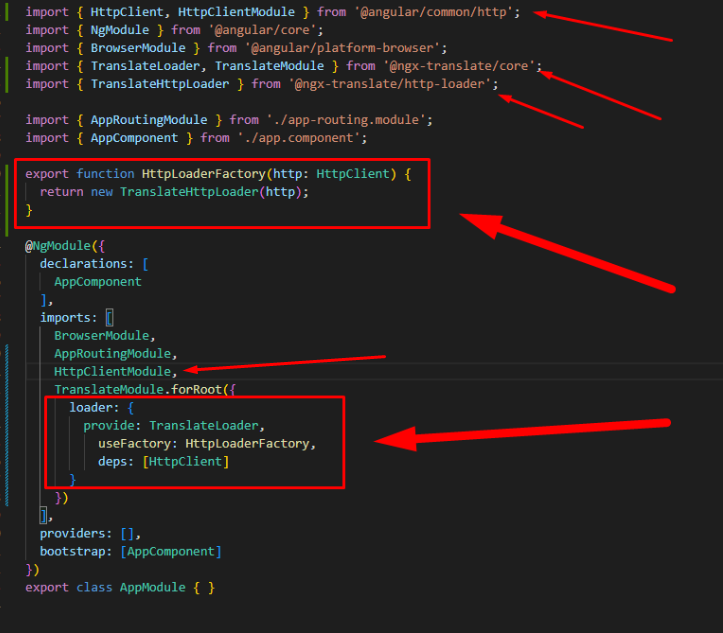 import { HttpClient, HttpClientModule } from '@angular/common/http';
import { NgModule } from '@angular/core';
import { BrowserModule } from '@angular/platform-browser';
import { TranslateLoader, TranslateModule } from '@ngx-translate/core';
import { TranslateHttpLoader } from '@ngx-translate/http-loader';
import { AppRoutingModule } from './app-routing.module';
import { AppComponent } from './app.component';
export function HttpLoaderFactory(http: HttpClient) {
return new TranslateHttpLoader(http);
}
@NgModule({
declarations: [
AppComponent
],
imports: [
BrowserModule,
AppRoutingModule,
HttpClientModule,
TranslateModule.forRoot({
loader: {
provide: TranslateLoader,
useFactory: HttpLoaderFactory,
deps: [HttpClient]
}
})
],
providers: [],
bootstrap: [AppComponent]
})
export class AppModule { }